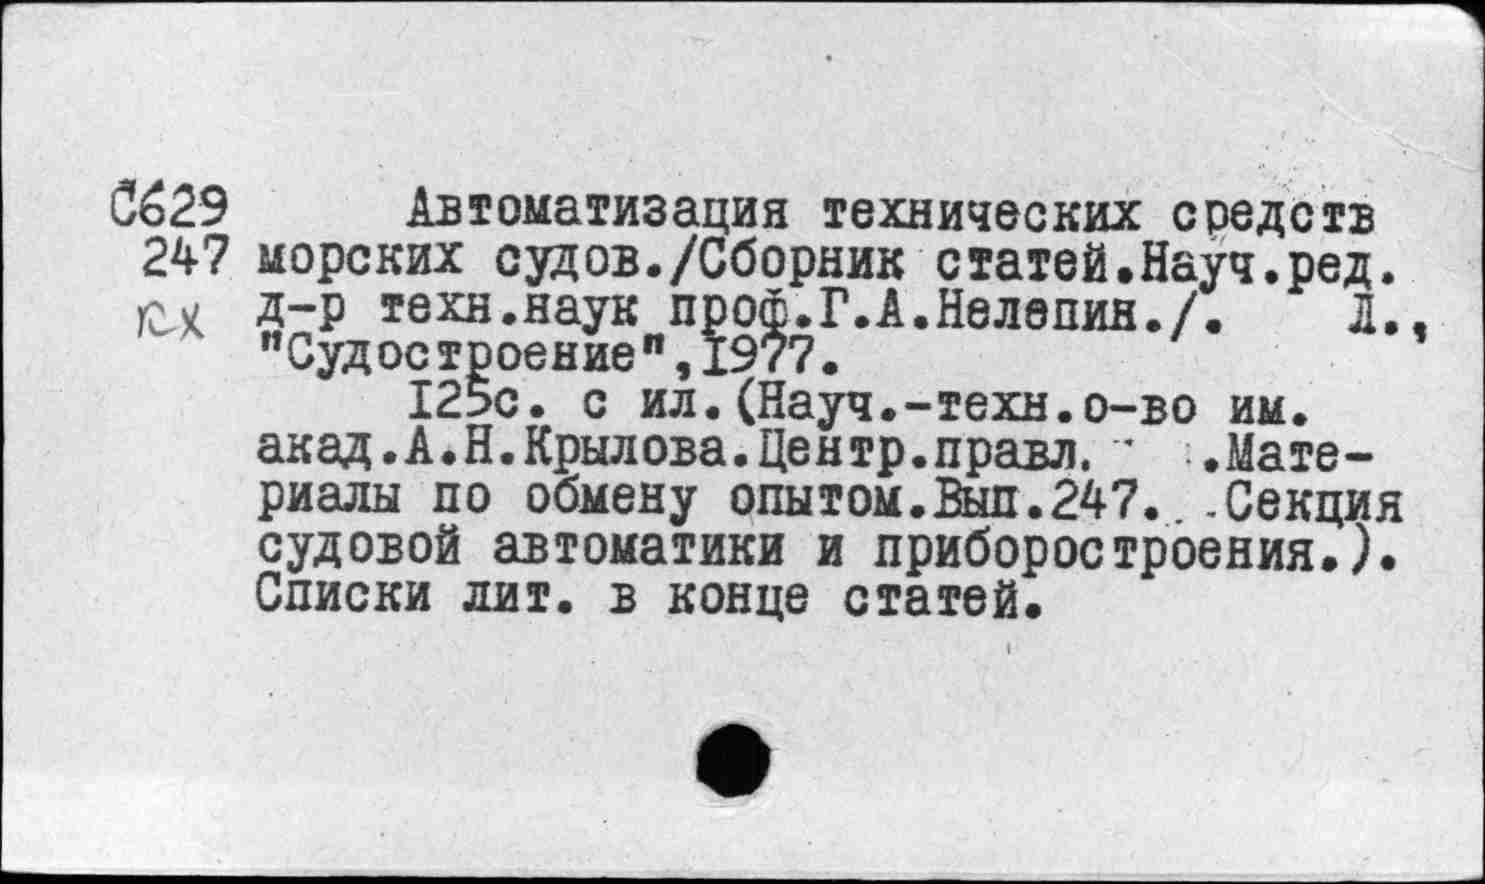 С629 Автоматизация технических средств
247 морских судов./Сборник статей.Науч.ред.
д-р техн.наук проф.Г.А.Нелепин./. Л.,
"Судостроение",1977.
125с. с ил.(Науч.-техн.о-во им.
акад.А.Н.Крылова.Центр.правл. .Мате-
риалы по обмену опытом.Вып.247. .Секция
судовой автоматики и приборостроения.).
Списки лит. в конце статей.